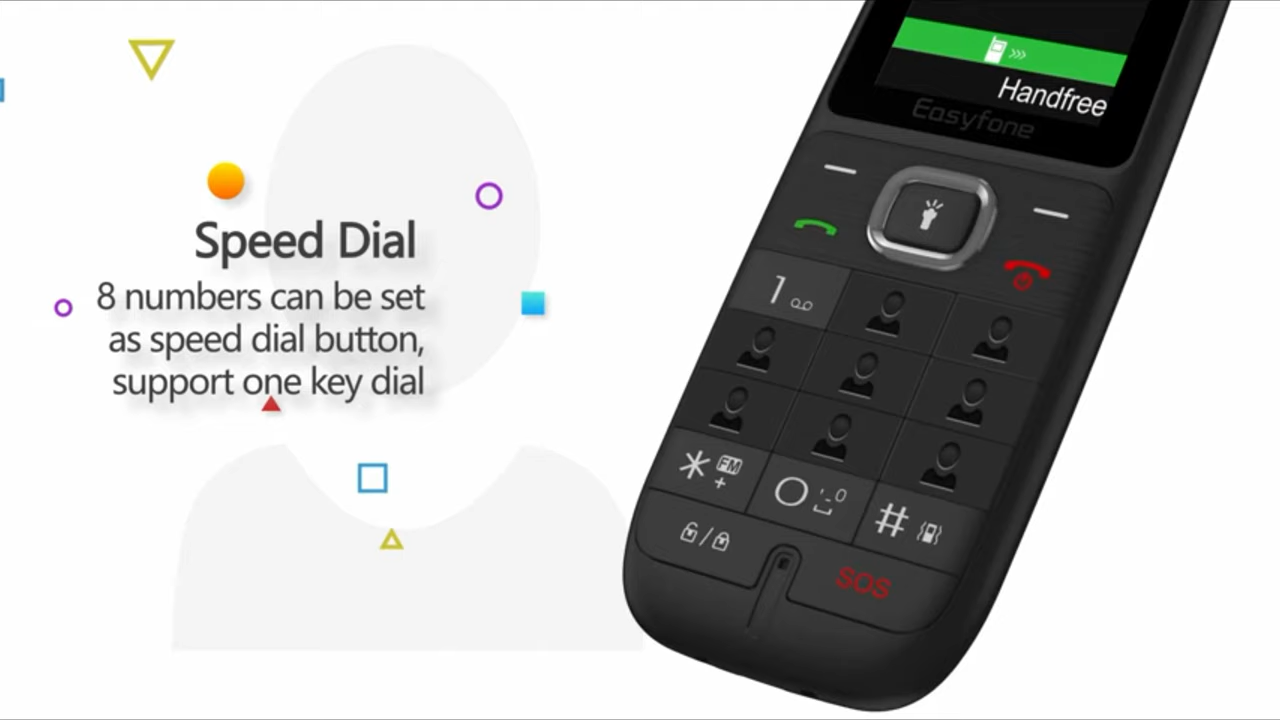 Handfree
Easyfone
Speed Dial
8 numbers can be set
as speed dial button,
support one key dial
1
* FM
+
0
#
/
SOS